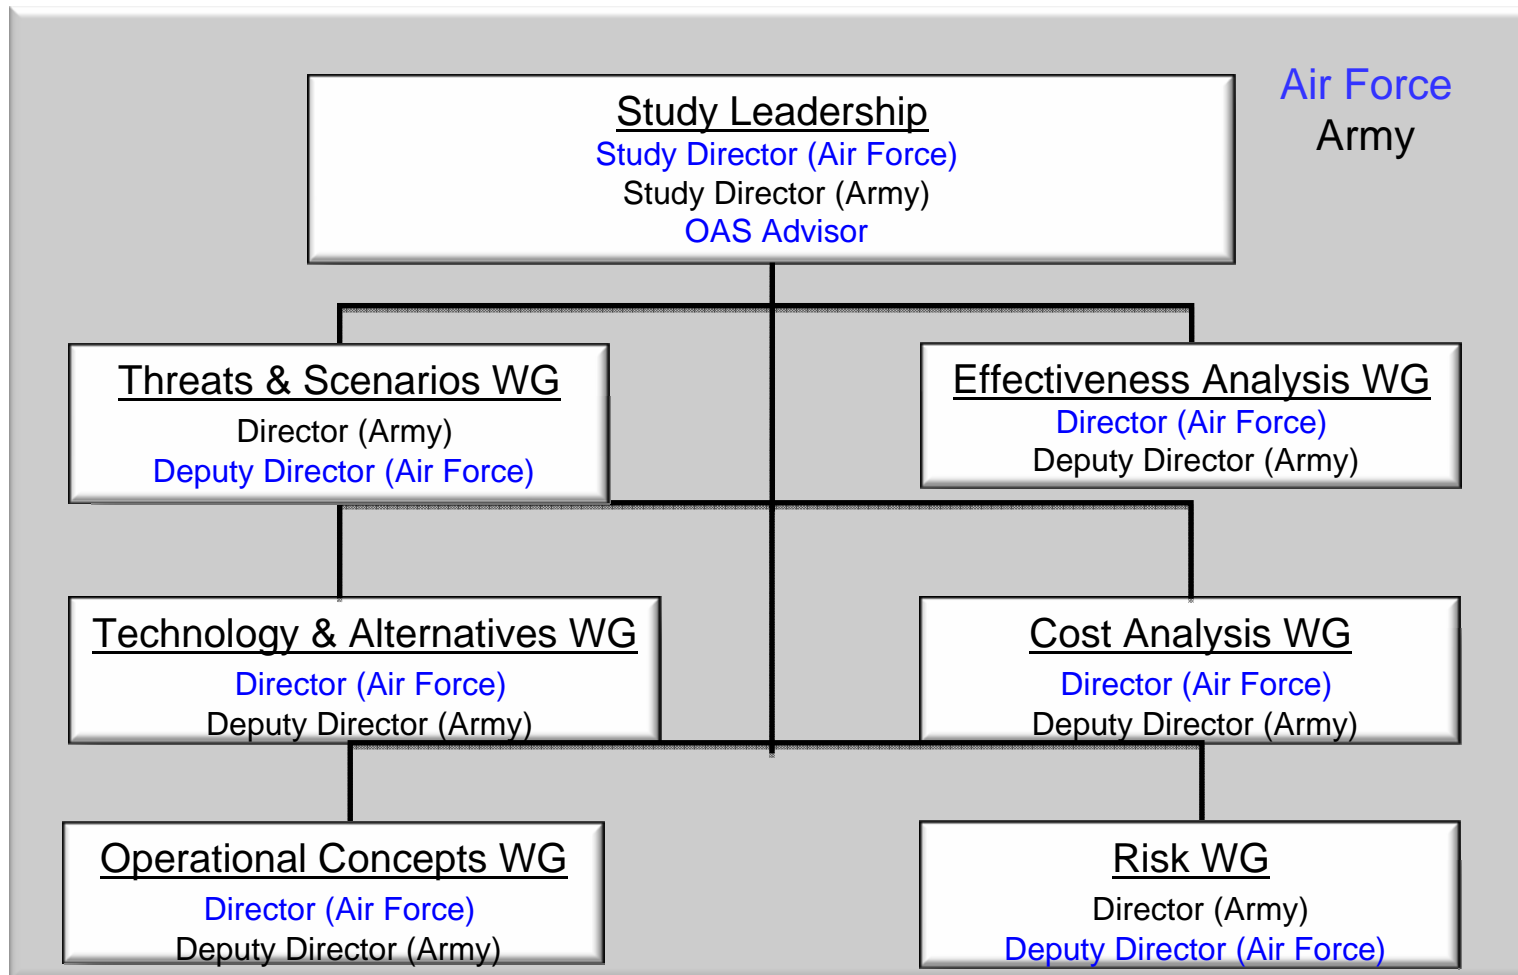 Air Force
Army
Study Leadership
Study Director (Air Force)
Study Director (Army)
OAS Advisor
Threats & Scenarios WG
Director (Army)
Deputy Director (Air Force)
Effectiveness Analysis WG
Director (Air Force)
Deputy Director (Army)
Technology & Alternatives WG
Director (Air Force)
Deputy Director (Army)
Cost Analysis WG
Director (Air Force)
Deputy Director (Army)
Operational Concepts WG
Director (Air Force)
Deputy Director (Army)
Risk WG
Director (Army)
Deputy Director (Air Force)